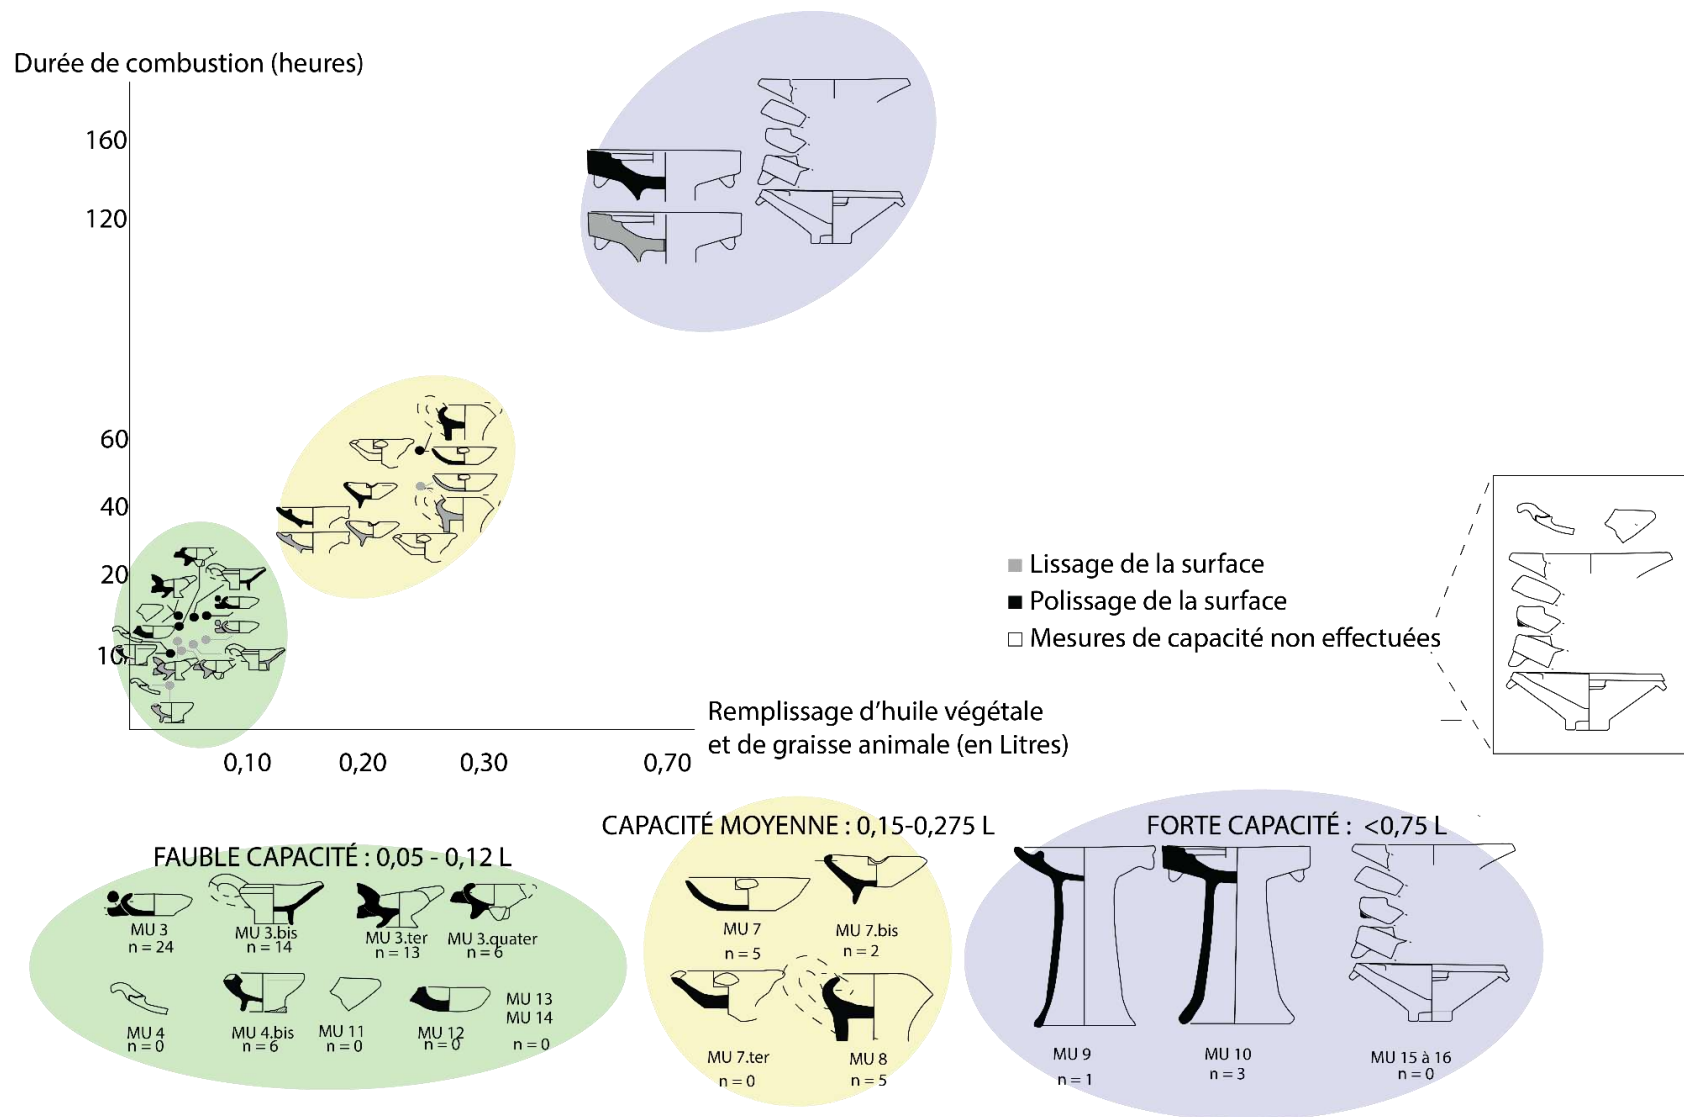 Durée de combustion (heures)
160
120
60
40
20
10
0,10 0,20 0,30 0,70
Remplissage d'huile végétale
et de graisse animale (en Litres)
Lissage de la surface
Polissage de la surface
Mesures de capacité non effectuées
FAUBLE CAPACITÉ : 0,05 - 0,12 L
MU 3
n = 24
MU 3.bis
n = 14
MU 3.ter
n = 13
MU 3.quater
n = 6
MU 4
n = 0
MU 4.bis
n = 6
MU 11
n = 0
MU 12
n = 0
MU 13
MU 14
n = 0
CAPACITÉ MOYENNE : 0,15-0,275 L
MU 7
n = 5
MU 7.bis
n = 2
MU 7.ter
n = 0
MU 8
n = 5
FORTE CAPACITÉ : <0,75 L
MU 9
n = 1
MU 10
n = 3
MU 15 à 16
n = 0